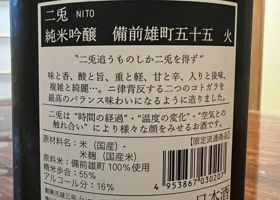 二兎 NITO
純米吟醸 備前雄町五十五 火
"二兎追うものしか二兎を得ず"
味と香、酸と旨、重と軽、甘と辛、入りと後味、
複雑と綺麗…。二律背反する二つのコトガラを
最高のバランス味わいになるように造りました。
二兎は"時間の経過"・"温度の変化"・"空気との
触れ合い"により様々な顔をみせるお酒です。
原材料:米(国産)・
米麹(国産米)
原料米:備前雄町100%使用
精米歩合:55%
アルコール分:16%
【限定流通商品】
4953867030207
日本酒